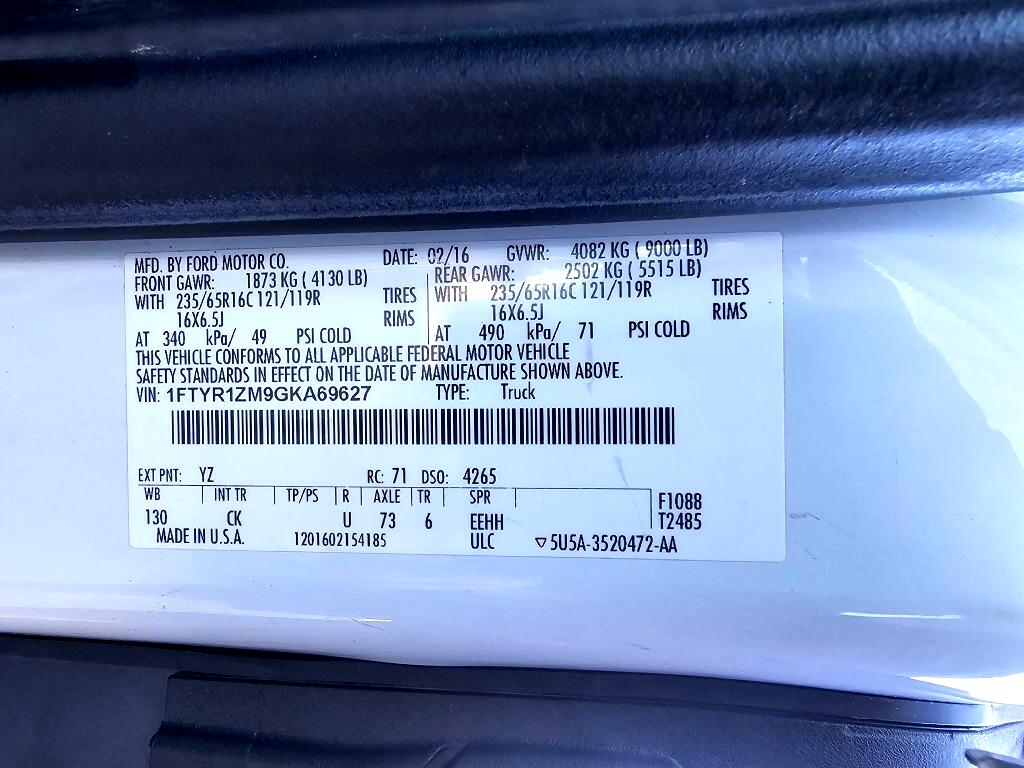 MFD. BY FORD MOTOR CO. DATE: 02/16 GVWR: 4082 KG ( 9000 LB)
FRONT GAWR: 1873 KG ( 4130 LB) REAR GAWR: 2502 KG ( 5515 LB)
WITH 235/65R16C 121/119R TIRES WITH 235/65R16C 121/119R TIRES
16X6.5J RIMS 16X6.5J RIMS
AT 340 kPa/ 49 PSI COLD AT 490 kPa/ 71 PSI COLD
THIS VEHICLE CONFORMS TO ALL APPLICABLE FEDERAL MOTOR VEHICLE
SAFETY STANDARDS IN EFFECT ON THE DATE OF MANUFACTURE SHOWN ABOVE.
VIN: 1FTYR1ZM9GKA69627 TYPE: Truck
EXT PNT: YZ RC: 71 DSO: 4265
WB INT TR TP/PS R AXLE TR SPR F1088
130 CK U 73 6 EEHH T2485
MADE IN U.S.A. 1201602154185 ULC ▽5U5A-3520472-AA